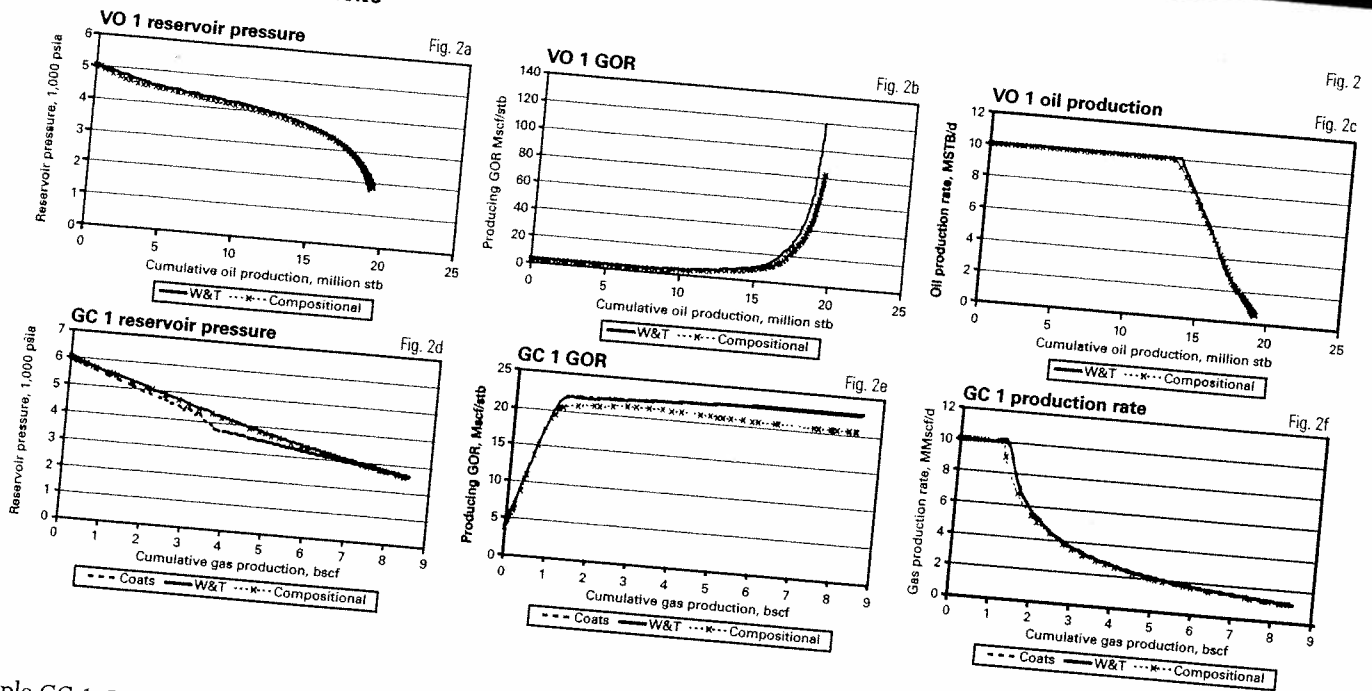 VO 1 reservoir pressure
Fig. 2a
Reservoir pressure, 1,000 psia
6
5
4
3
2
1
0
0 5 10 15 20 25
Cumulative oil production, million stb
W&T Compositional
VO 1 GOR
Fig. 2b
Producing GOR Mscf/stb
140
120
100
80
60
40
20
0
0 5 10 15 20 25
Cumulative oil production, million stb
W&T Compositional
Fig. 2
VO 1 oil production
Fig. 2c
Oil production rate, MSTB/d
12
10
8
6
4
2
0
0 5 10 15 20 25
Cumulative oil production, million stb
W&T Compositional
GC 1 reservoir pressure
Fig. 2d
Reservoir pressure, 1,000 psia
7
6
5
4
3
2
1
0
0 1 2 3 4 5 6 7 8 9
Cumulative gas production, bscf
Coats W&T Compositional
GC 1 GOR
Fig. 2e
Producing GOR, Mscf/stb
25
20
15
10
5
0
0 1 2 3 4 5 6 7 8 9
Cumulative gas production, bscf
Coats W&T Compositional
GC 1 production rate
Fig. 2f
Gas production rate, MMscf/d
12
10
8
6
4
2
0
0 1 2 3 4 5 6 7 8 9
Cumulative gas production, bscf
Coats W&T Compositional